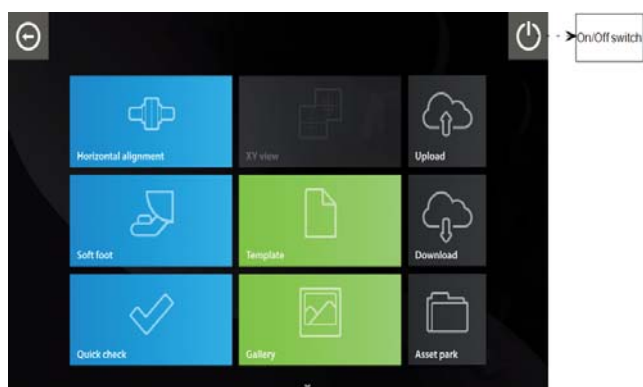 On/Off switch
Horizontal alignment
XY view
Upload
Soft foot
Template
Download
Quick check
Gallery
Asset park